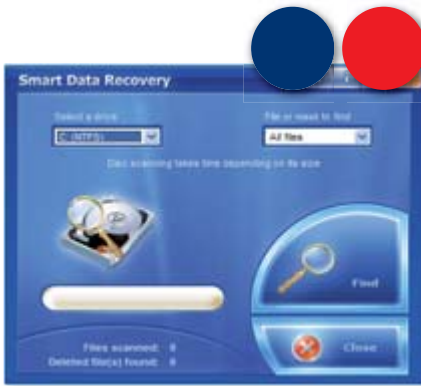 Smart Data Recovery
Select a drive
File or mask to find
C: (NTFS)
All files
Disc scanning takes time depending on its size
Find
Files scanned: 0
Deleted file(s) found: 0
Close